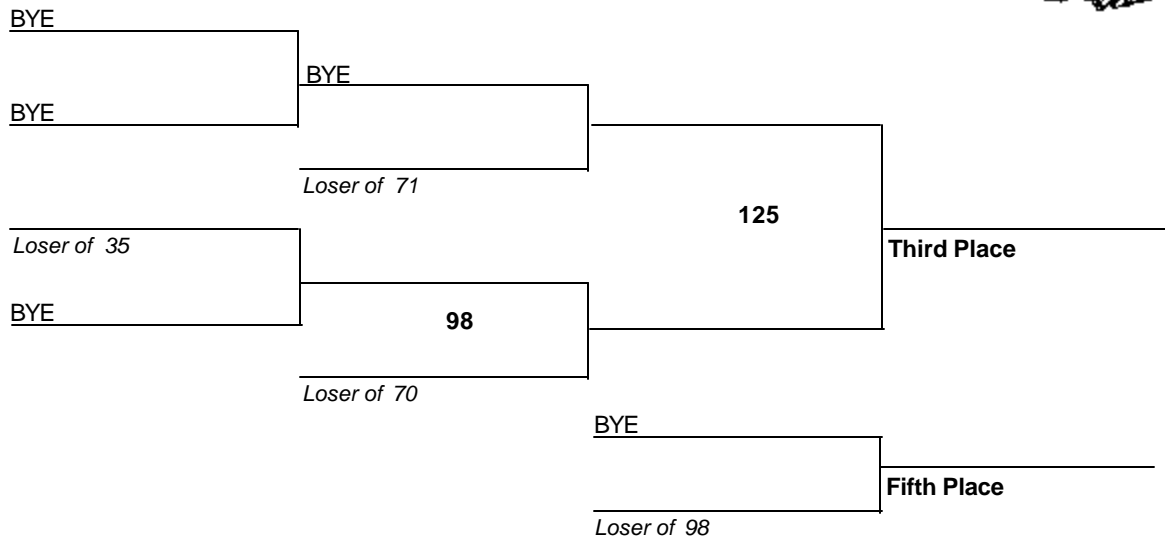 BYE
BYE
BYE
Loser of 71
125
Loser of 35
Third Place
BYE
98
Loser of 70
BYE
Fifth Place
Loser of 98